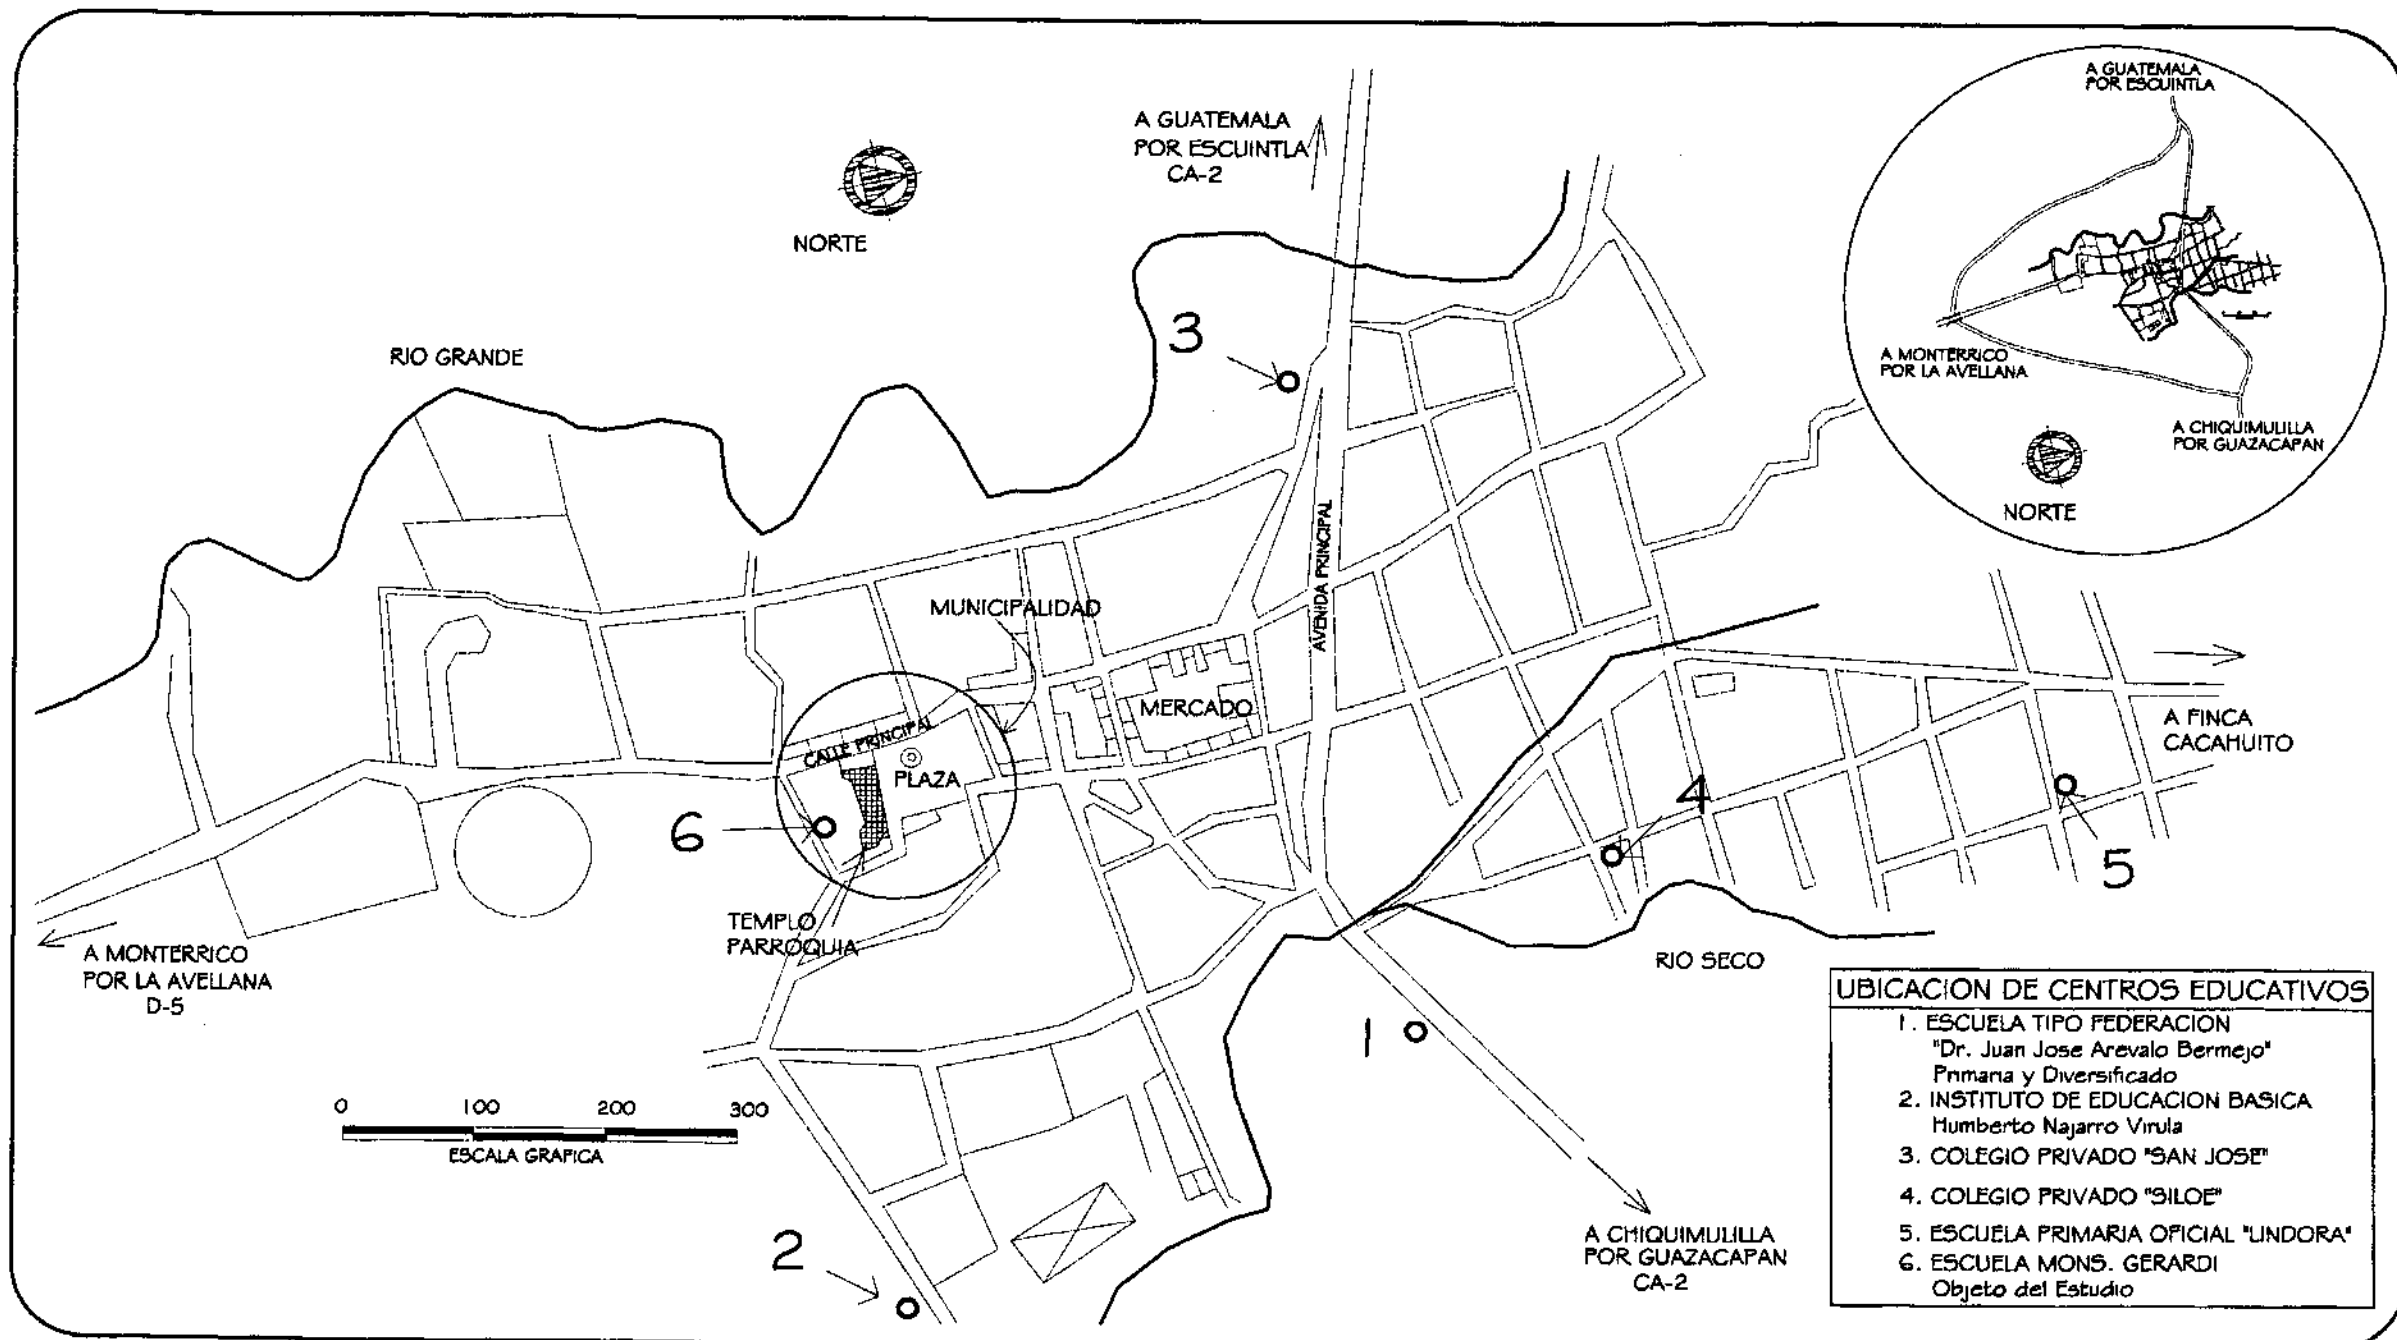 A GUATEMALA
POR ESCUINTLA
CA-2
NORTE
RIO GRANDE
3
A GUATEMALA
POR ESCUINTLA
A MONTERRICO
POR LA AVELLANA
A CHIQUIMULILLA
POR GUAZACAPAN
NORTE
AVENIDA PRINCIPAL
MUNICIPALIDAD
MERCADO
CALLE PRINCIPAL
PLAZA
A FINCA
CACAHUITO
4
6
5
TEMPLO
PARROQUIA
A MONTERRICO
POR LA AVELLANA
D-5
RIO SECO
1
0 100 200 300
ESCALA GRAFICA
2
A CHIQUIMULILLA
POR GUAZACAPAN
CA-2
UBICACION DE CENTROS EDUCATIVOS
1. ESCUELA TIPO FEDERACION
"Dr. Juan Jose Arevalo Bermejo"
Primaria y Diversificado
2. INSTITUTO DE EDUCACION BASICA
Humberto Najarro Virula
3. COLEGIO PRIVADO "SAN JOSE"
4. COLEGIO PRIVADO "SILOE"
5. ESCUELA PRIMARIA OFICIAL "LINDORA"
6. ESCUELA MONS. GERARDI
Objeto del Estudio